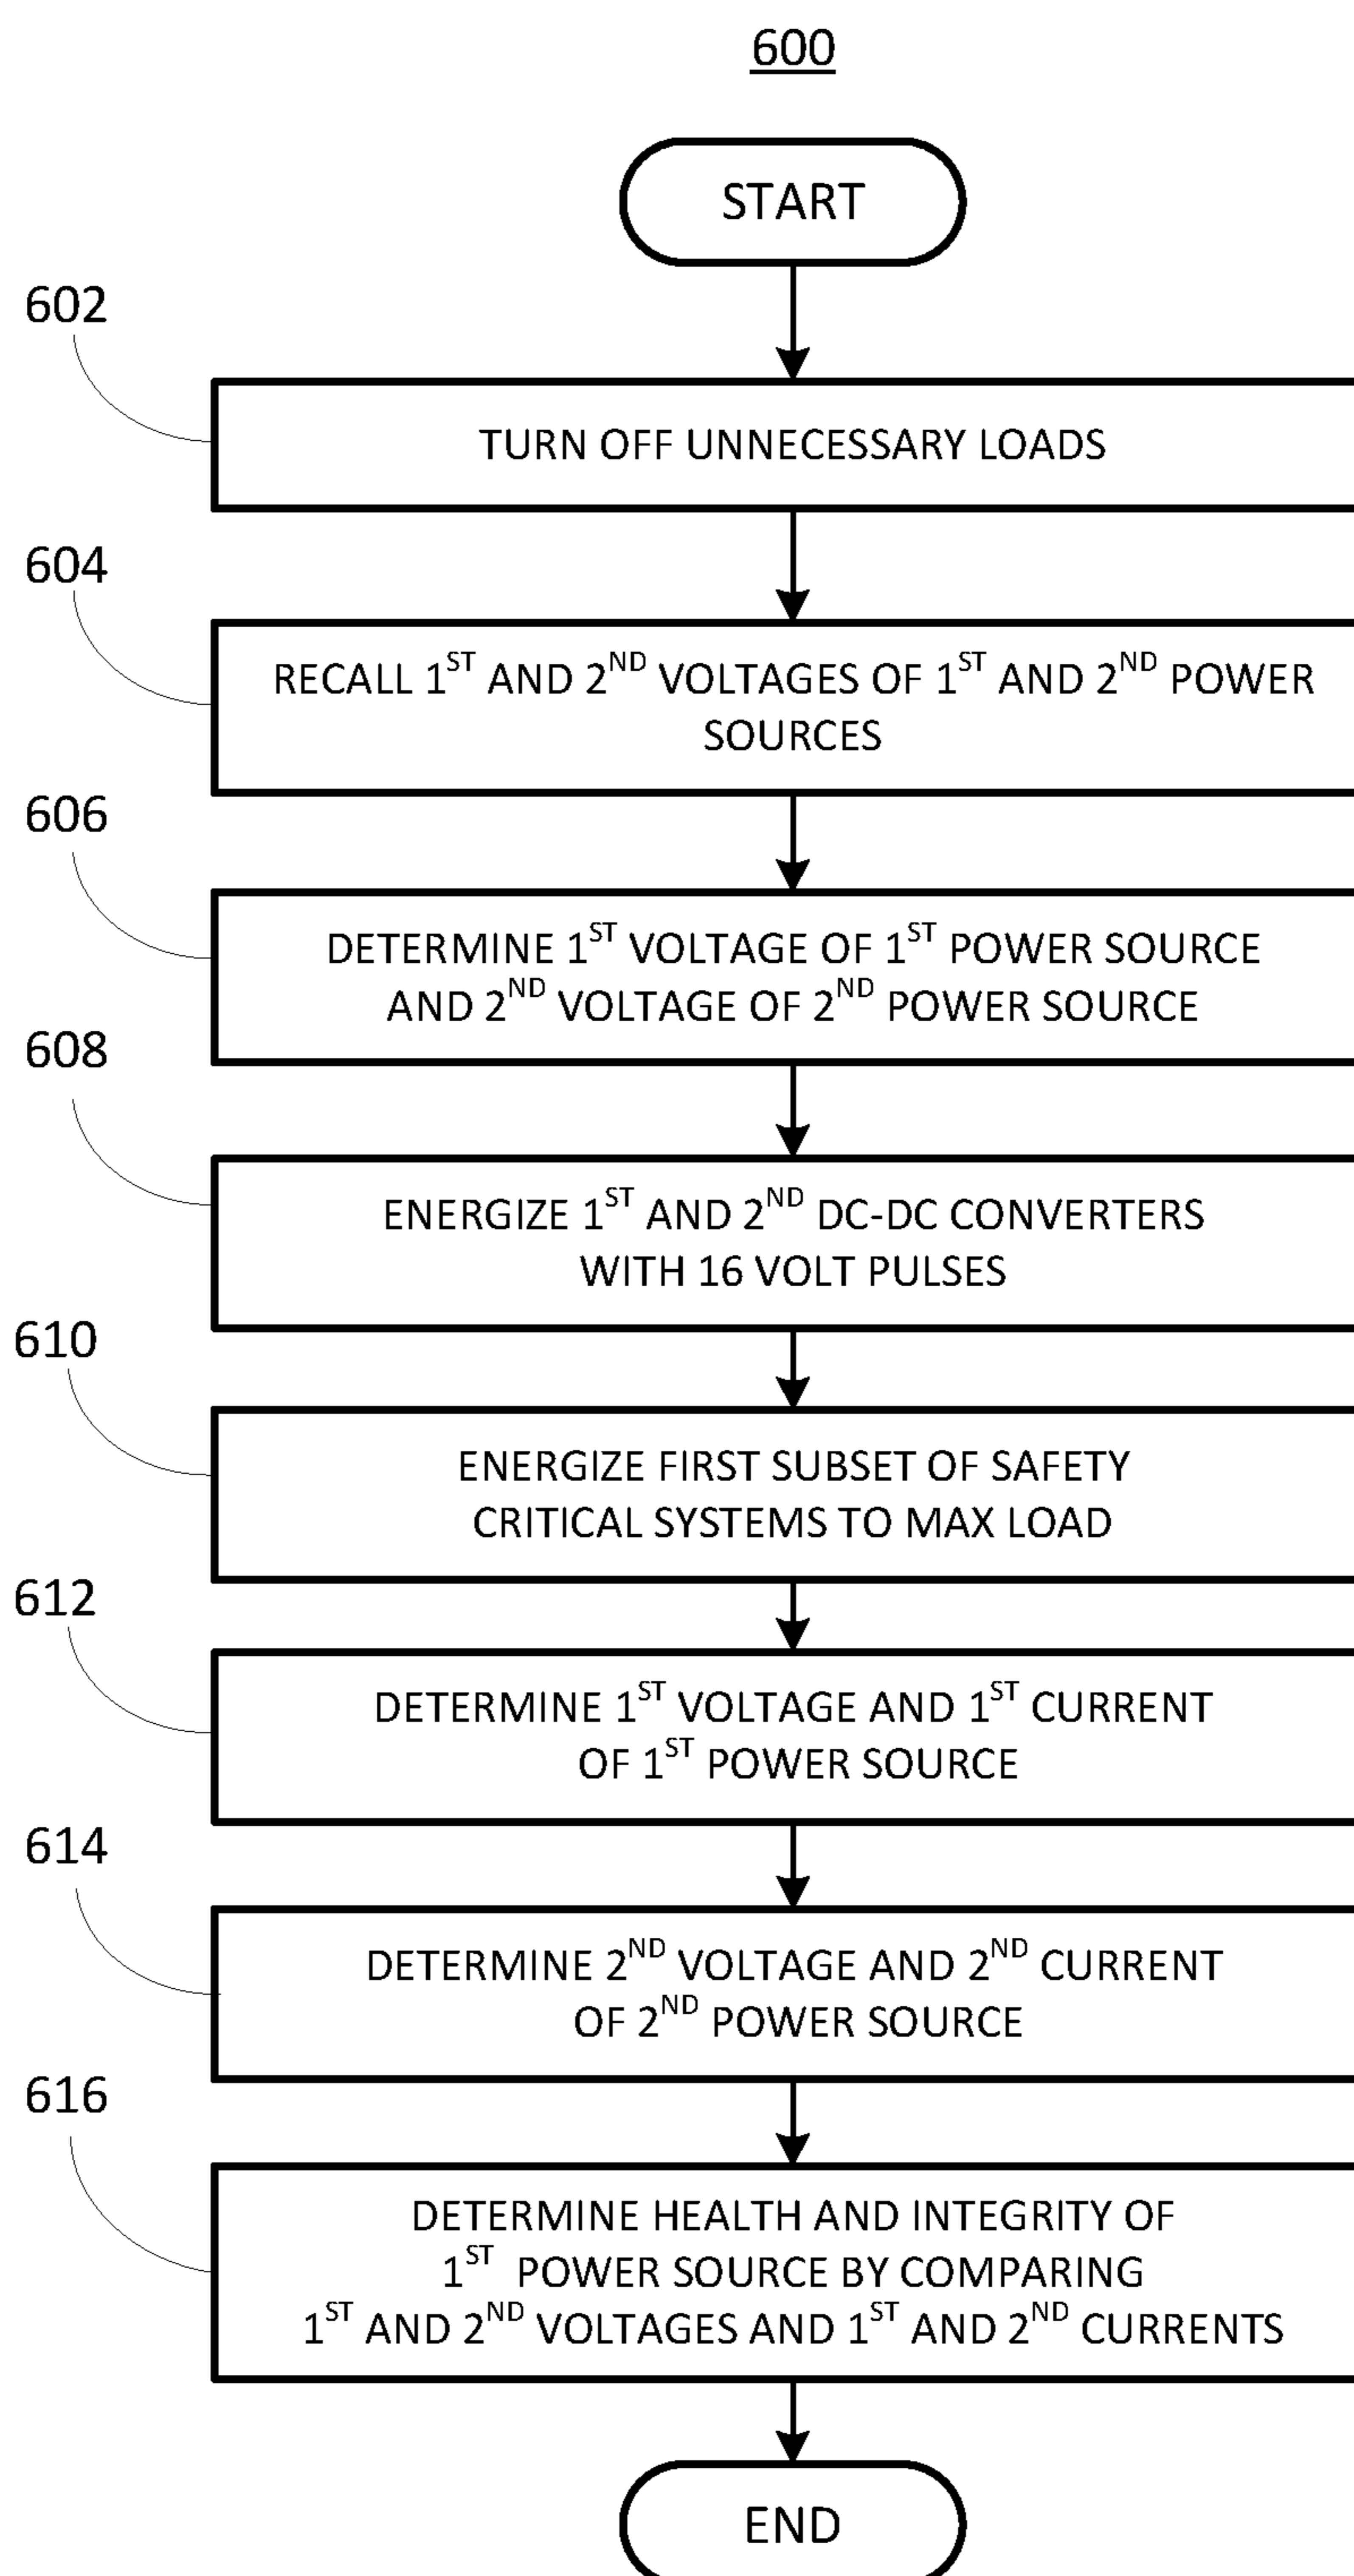 600
START
602
TURN OFF UNNECESSARY LOADS
604
RECALL 1ST AND 2ND VOLTAGES OF 1ST AND 2ND POWER
SOURCES
606
DETERMINE 1ST VOLTAGE OF 1ST POWER SOURCE
AND 2ND VOLTAGE OF 2ND POWER SOURCE
608
ENERGIZE 1ST AND 2ND DC-DC CONVERTERS
WITH 16 VOLT PULSES
610
ENERGIZE FIRST SUBSET OF SAFETY
CRITICAL SYSTEMS TO MAX LOAD
612
DETERMINE 1ST VOLTAGE AND 1ST CURRENT
OF 1ST POWER SOURCE
614
DETERMINE 2ND VOLTAGE AND 2ND CURRENT
OF 2ND POWER SOURCE
616
DETERMINE HEALTH AND INTEGRITY OF
1ST POWER SOURCE BY COMPARING
1ST AND 2ND VOLTAGES AND 1ST AND 2ND CURRENTS
END